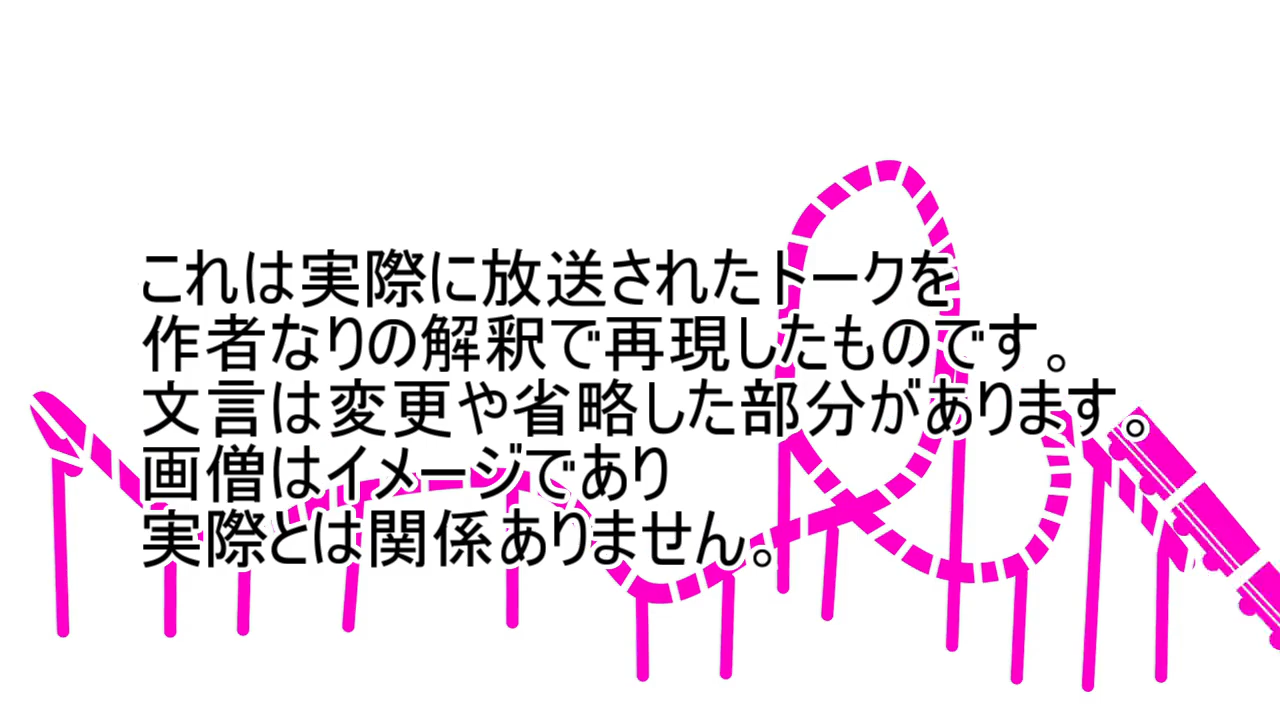 これは実際に放送されたトークを
作者なりの解釈で再現したものです。
文言は変更や省略した部分があります。
画僧はイメージであり
実際とは関係ありません。